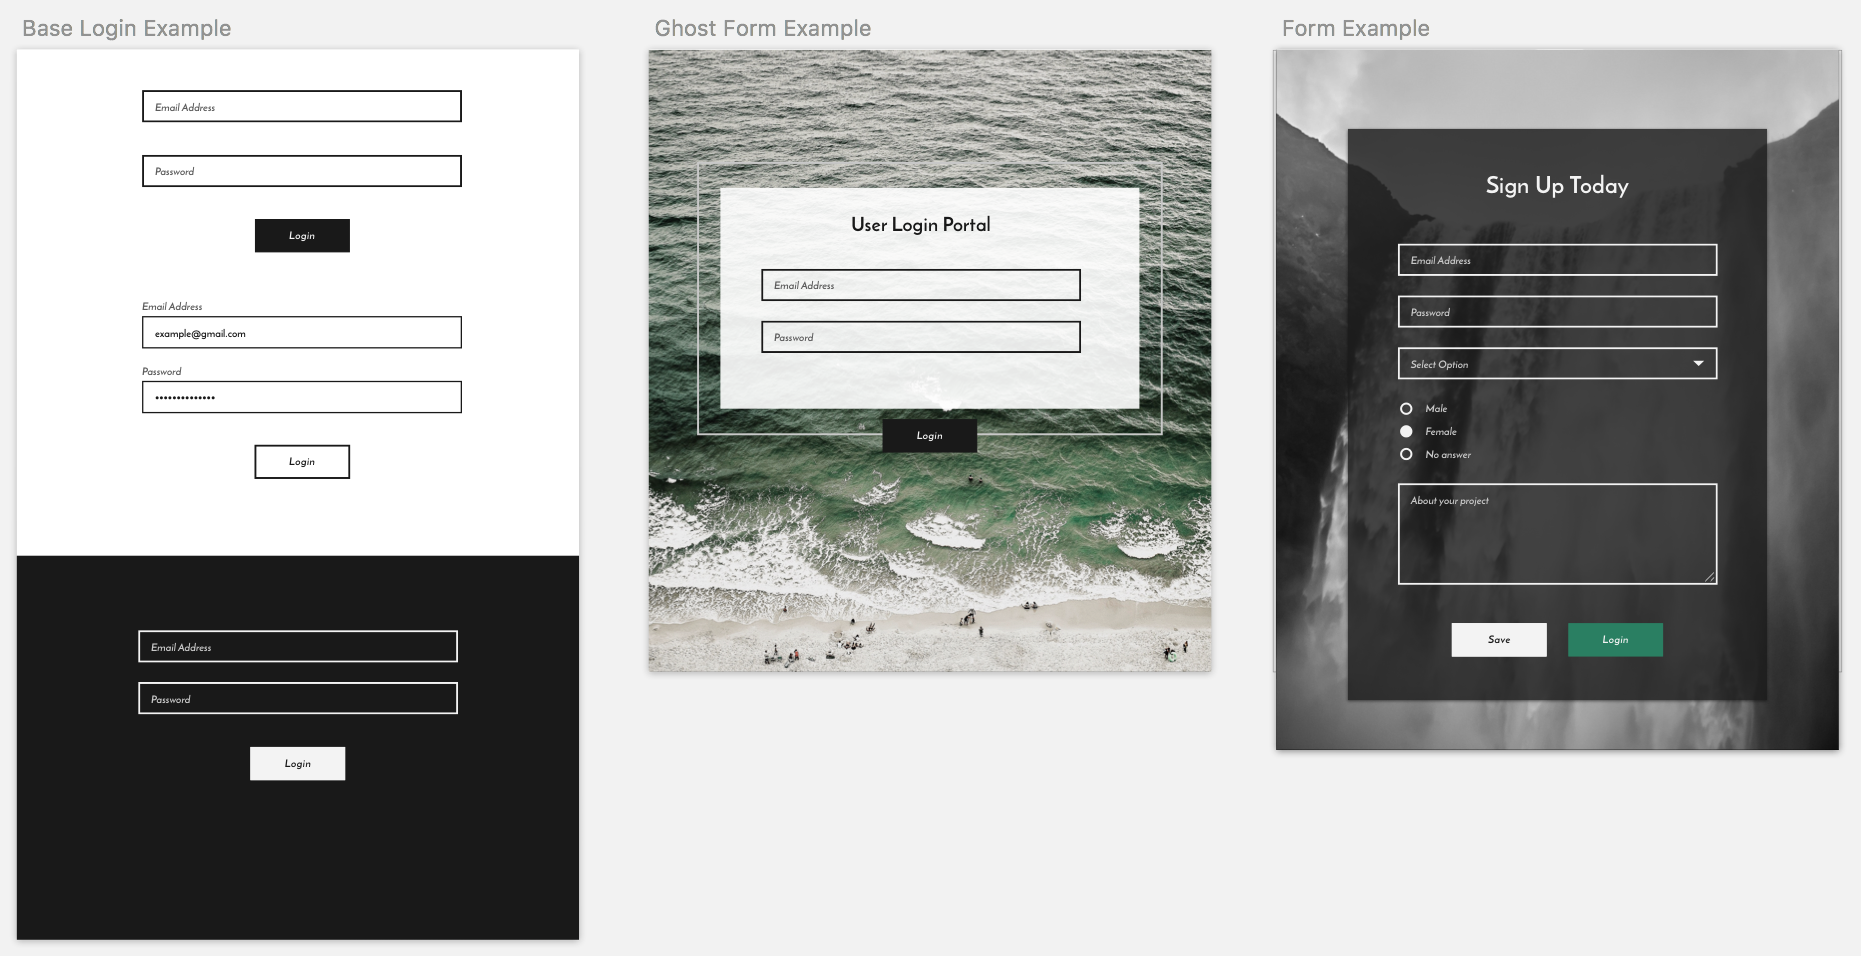 Base Login Example
Email Address
Password
Login
Email Address
example@gmail.com
Password
••••••••••••••
Login
Email Address
Password
Login
Ghost Form Example
User Login Portal
Email Address
Password
Login
Form Example
Sign Up Today
Email Address
Password
Select Option
Male
Female
No answer
About your project
Save
Login